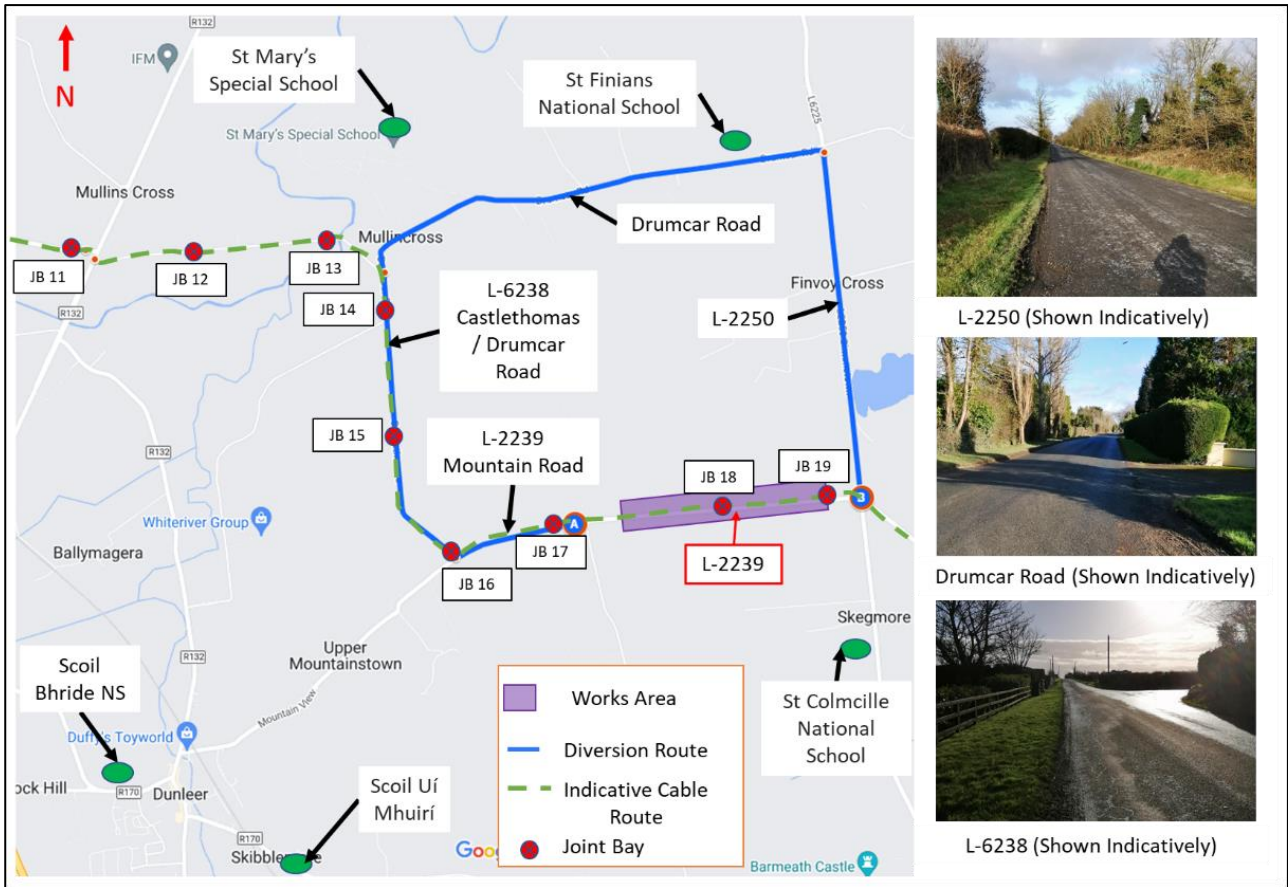 N
R132
IFM
St Mary's
Special School
St Mary's Special School
St Finians
National School
L6225
Mullins Cross
Mullincross
Drumcar Road
JB 11
JB 12
JB 13
JB 14
R132
L-6238
Castlethomas
/ Drumcar
Road
Finvoy Cross
L-2250
JB 15
L-2239
Mountain Road
JB 18
JB 19
R132
Whiteriver Group
A
3
Ballymagera
JB 17
JB 16
L-2239
Skegmore
Upper
Mountainstown
R132
Scoil
Bhride NS
Mountain View
Duffy's Toyworld
ock Hill
R170
Dunleer
Scoil Uí
Mhuirí
R170
St Colmcille
National
School
Works Area
Diversion Route
Indicative Cable
Route
Joint Bay
Goog
Barmeath Castle
L-2250 (Shown Indicatively)
Drumcar Road (Shown Indicatively)
L-6238 (Shown Indicatively)